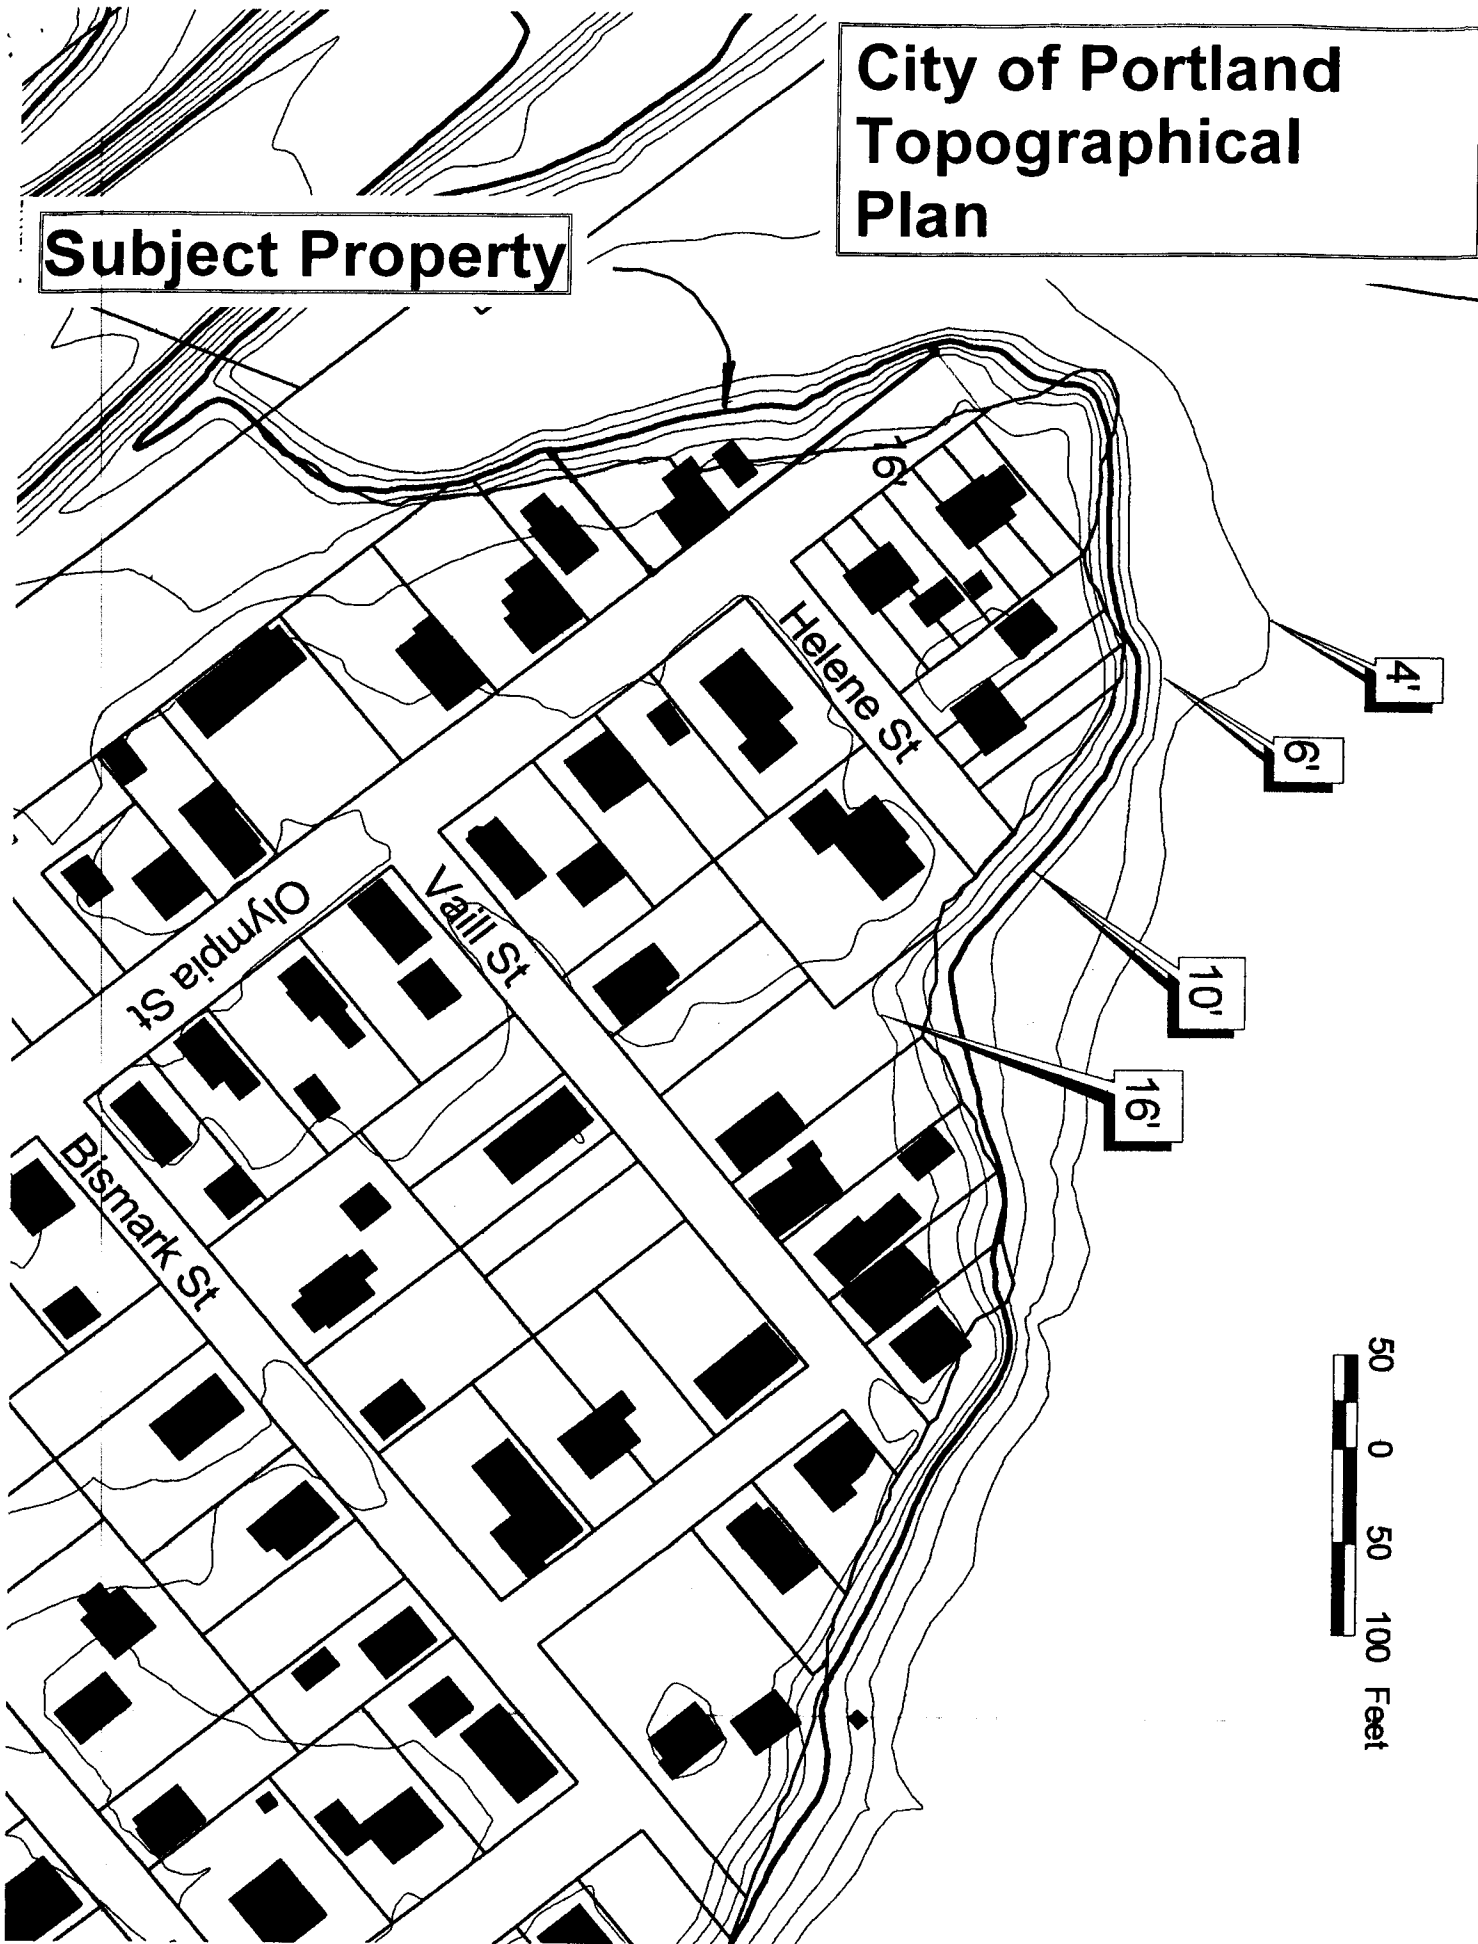 City of Portland
Topographical
Plan
Subject Property
16'
Helene St
4'
6'
Vaill St
Olympia St
10'
16'
Bismark St
50 0 50 100 Feet